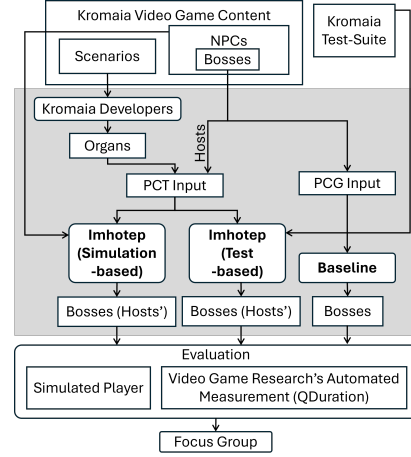 Kromaia Video Game Content
Scenarios
NPCs
Bosses
Kromaia
Test-Suite
Kromaia Developers
Organs
Hosts
PCT Input
PCG Input
Imhotep
(Simulation
-based)
Imhotep
(Test
-based)
Baseline
Bosses (Hosts’)
Bosses (Hosts’)
Bosses
Evaluation
Simulated Player
Video Game Research’s Automated
Measurement (QDuration)
Focus Group